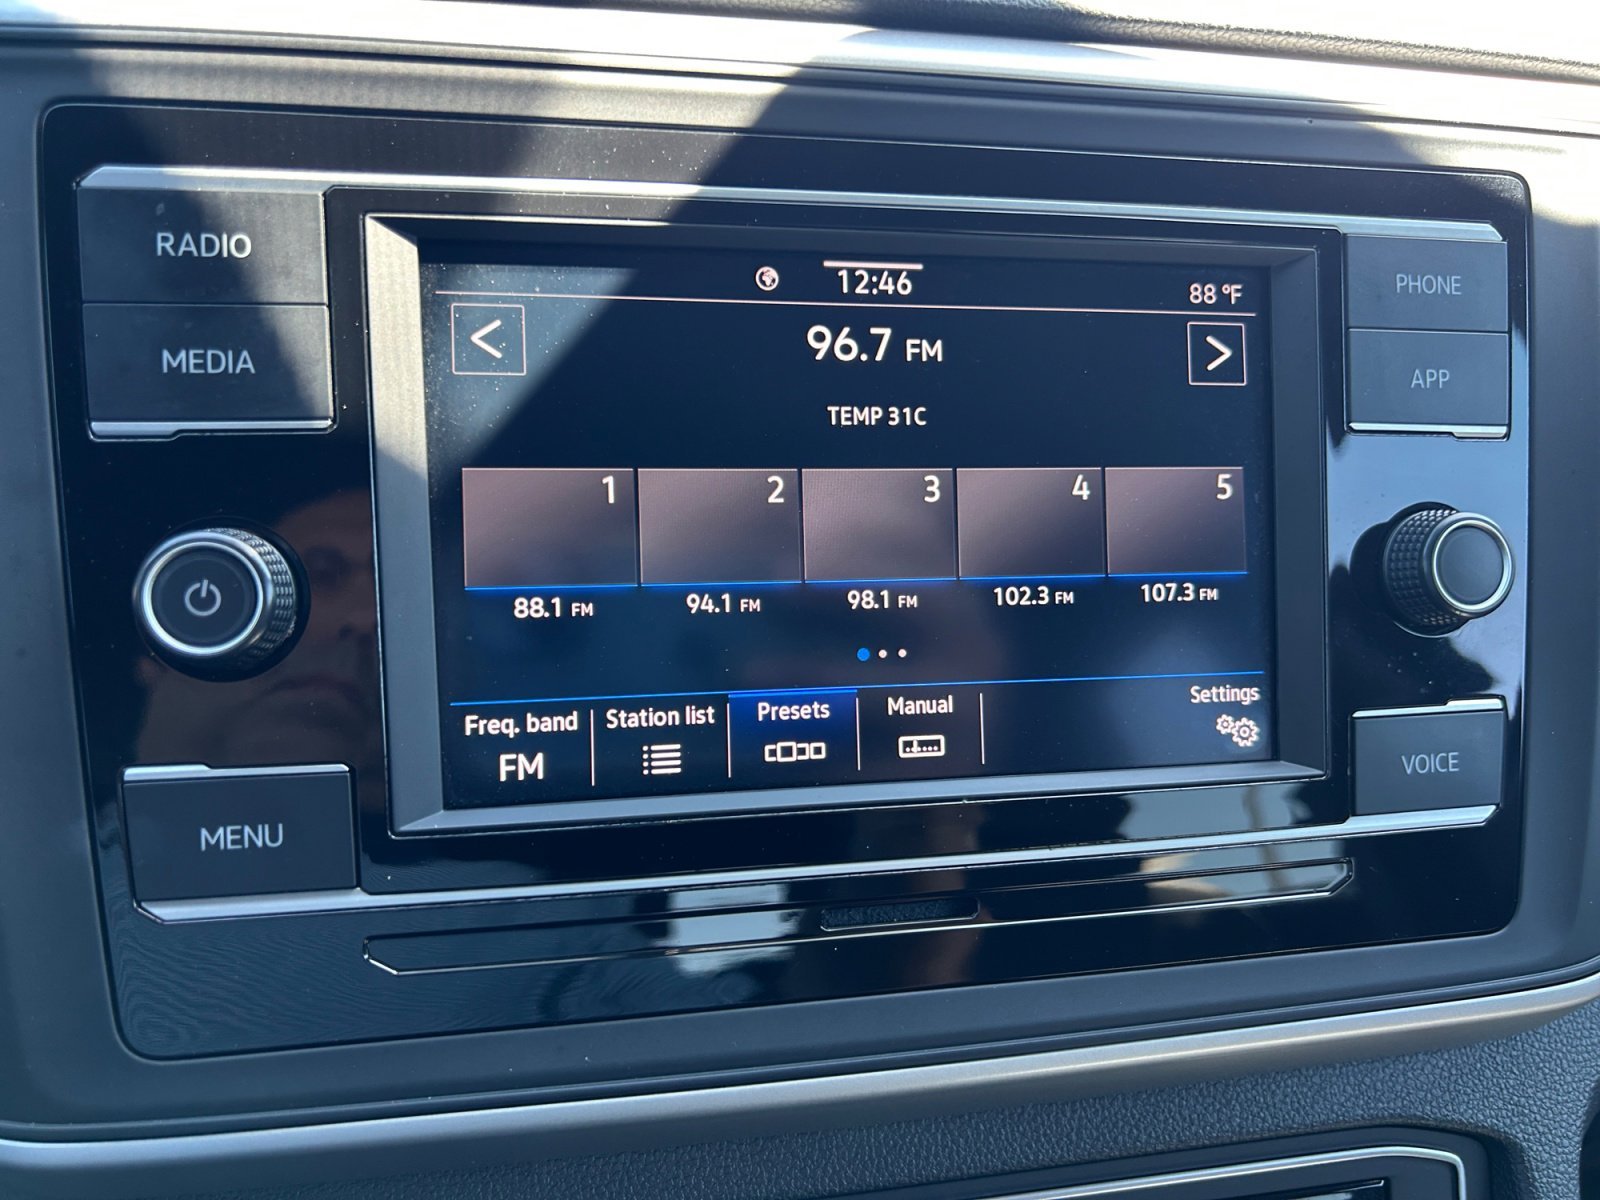 RADIO
MEDIA
MENU
12:46
88 °F
<
96.7 FM
>
TEMP 31C
1 2 3 4 5
88.1 FM 94.1 FM 98.1 FM 102.3 FM 107.3 FM
Freq. band Station list Presets Manual Settings
FM
PHONE
APP
VOICE